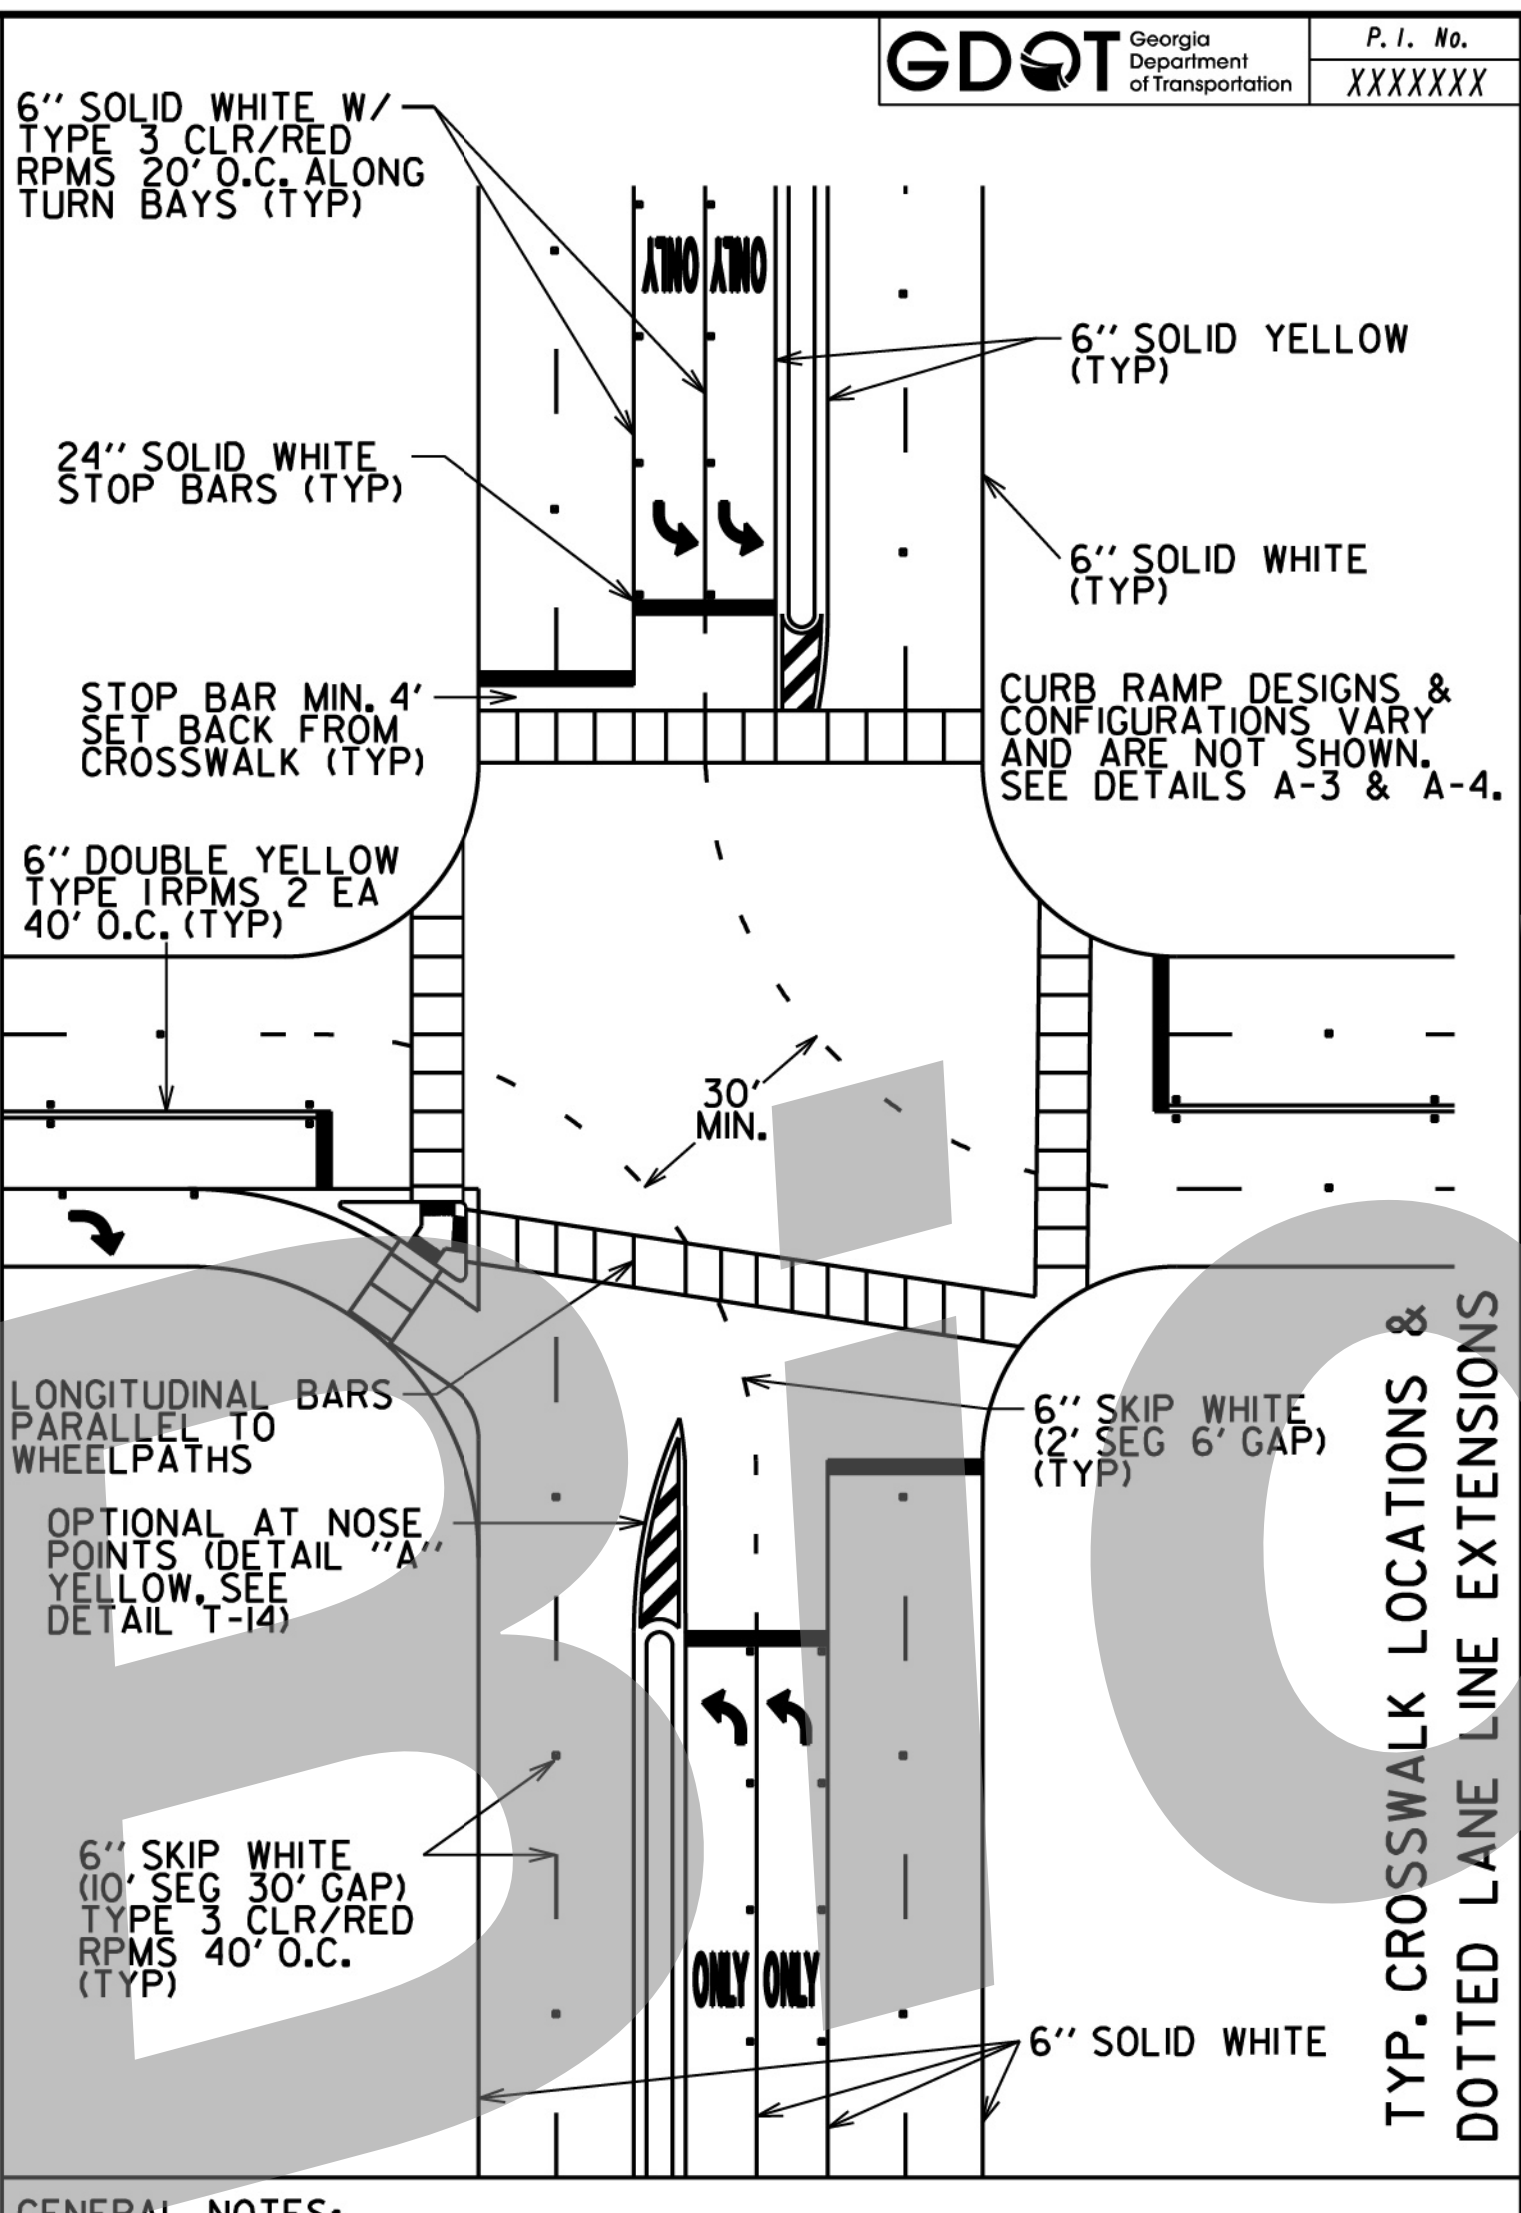 GDOT Georgia
Department
of Transportation
P. I. No.
XXXXXXX
6" SOLID WHITE W/
TYPE 3 CLR/RED
RPMS 20' O.C. ALONG
TURN BAYS (TYP)
ONLY ONLY
6" SOLID YELLOW
(TYP)
24" SOLID WHITE
STOP BARS (TYP)
6" SOLID WHITE
(TYP)
STOP BAR MIN. 4'
SET BACK FROM
CROSSWALK (TYP)
CURB RAMP DESIGNS &
CONFIGURATIONS VARY
AND ARE NOT SHOWN.
SEE DETAILS A-3 & A-4.
6" DOUBLE YELLOW
TYPE 1 RPMS 2 EA
40' O.C. (TYP)
30'
MIN.
LONGITUDINAL BARS
PARALLEL TO
WHEELPATHS
6" SKIP WHITE
(2' SEG 6' GAP)
(TYP)
OPTIONAL AT NOSE
POINTS (DETAIL "A"
YELLOW, SEE
DETAIL T-14)
6" SKIP WHITE
(10' SEG 30' GAP)
TYPE 3 CLR/RED
RPMS 40' O.C.
(TYP)
ONLY ONLY
6" SOLID WHITE
TYP. CROSSWALK LOCATIONS &
DOTTED LANE LINE EXTENSIONS
GENERAL NOTES: